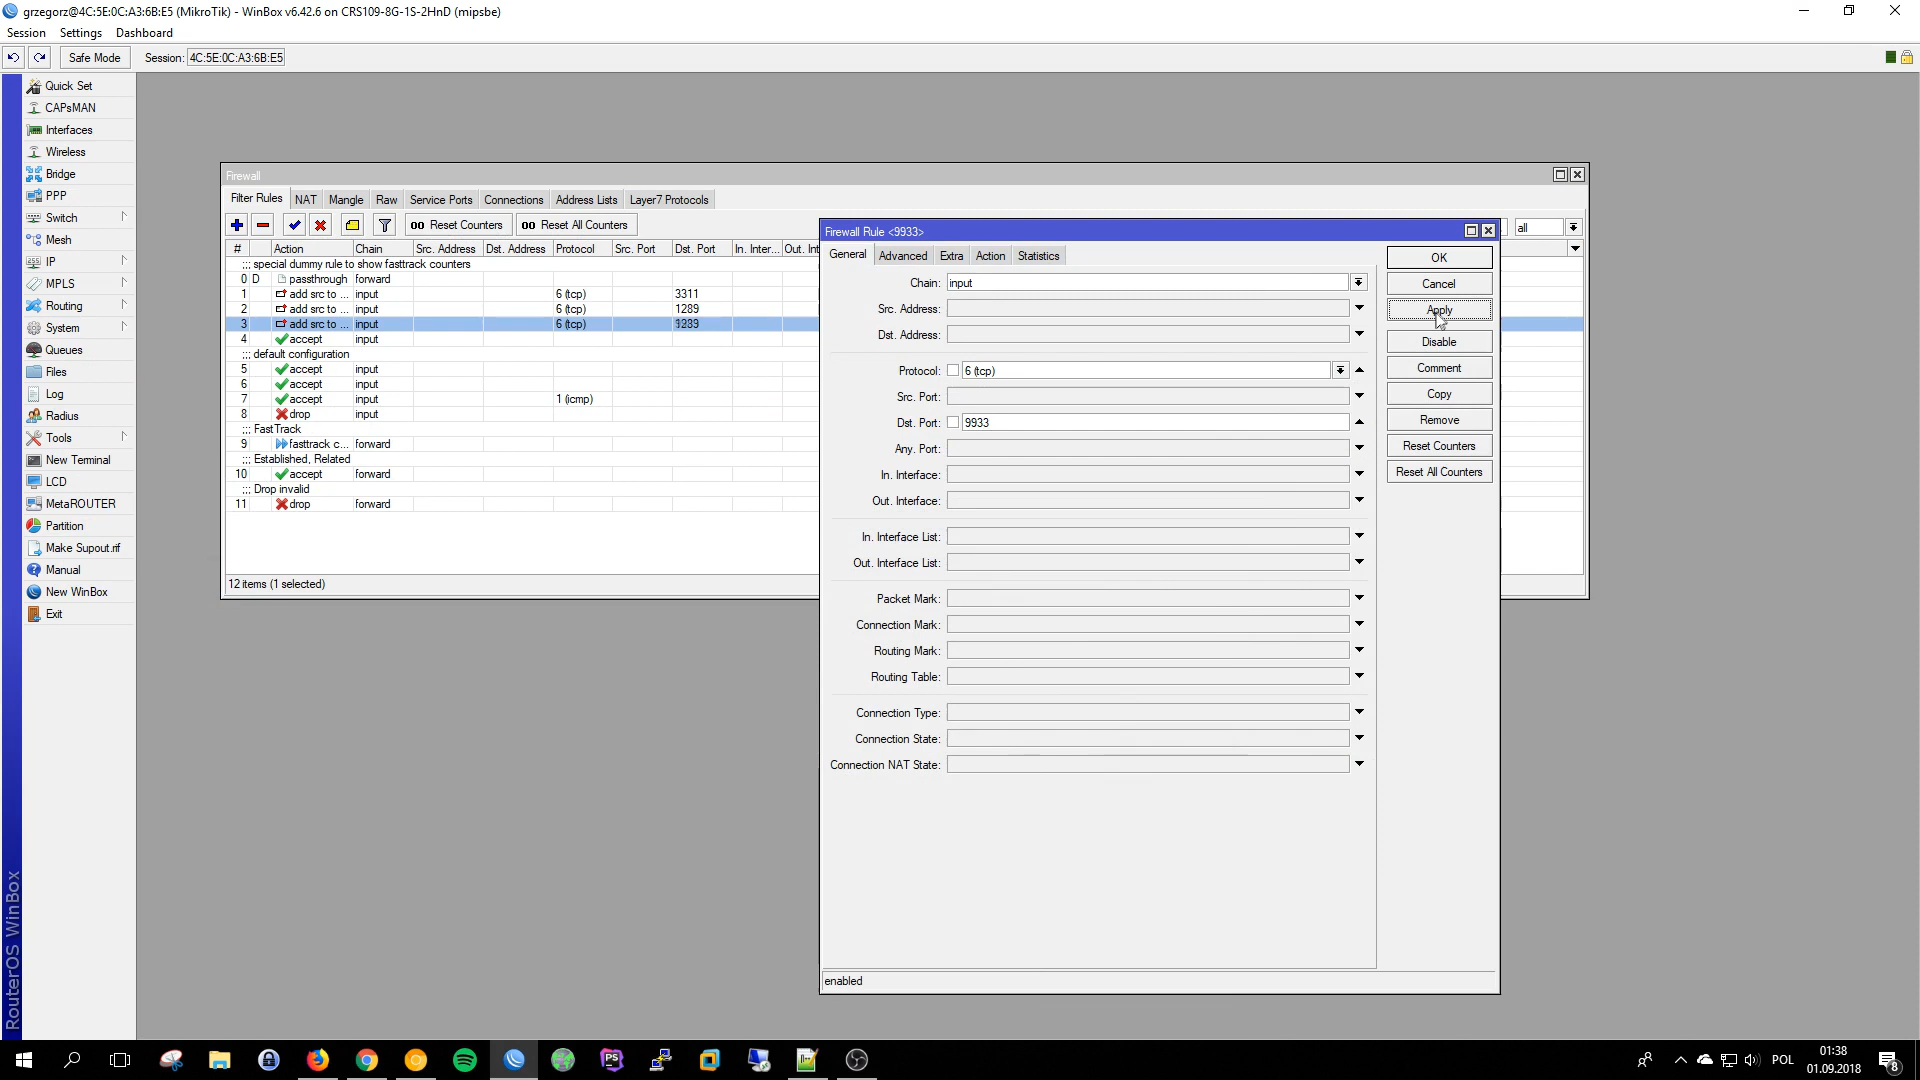 grzegorz@4C:5E:0C:A3:6B:E5 (MikroTik) - WinBox v6.42.6 on CRS109-8G-1S-2HnD (mipsbe)
Session Settings Dashboard
Safe Mode Session: 4C:5E:0C:A3:6B:E5
Quick Set
CAPsMAN
Interfaces
Wireless
Bridge
PPP
Switch
Mesh
IP
MPLS
Routing
System
Queues
Files
Log
Radius
Tools
New Terminal
LCD
MetaROUTER
Partition
Make Supout.rif
Manual
New WinBox
Exit
RouterOS WinBox
Firewall
Filter Rules NAT Mangle Raw Service Ports Connections Address Lists Layer7 Protocols
00 Reset Counters 00 Reset All Counters all
# Action Chain Src. Address Dst. Address Protocol Src. Port Dst. Port In. Inter... Out. Int
;;; special dummy rule to show fasttrack counters
0 D passthrough forward
1 add src to ... input 6 (tcp) 3311
2 add src to ... input 6 (tcp) 1289
3 add src to ... input 6 (tcp)
4 accept input
;;; default configuration
5 accept input
6 accept input
7 accept input 1 (icmp)
8 drop input
;;; FastTrack
9 fasttrack c... forward
;;; Established, Related
10 accept forward
;;; Drop invalid
11 drop forward
12 items (1 selected)
Firewall Rule <9933>
General Advanced Extra Action Statistics
Chain: input
Src. Address:
Dst. Address:
Protocol: 6 (tcp)
Src. Port:
Dst. Port: 9933
Any. Port:
In. Interface:
Out. Interface:
In. Interface List:
Out. Interface List:
Packet Mark:
Connection Mark:
Routing Mark:
Routing Table:
Connection Type:
Connection State:
Connection NAT State:
enabled
OK
Cancel
Apply
Disable
Comment
Copy
Remove
Reset Counters
Reset All Counters
PS
POL
01:38
01.09.2018
8